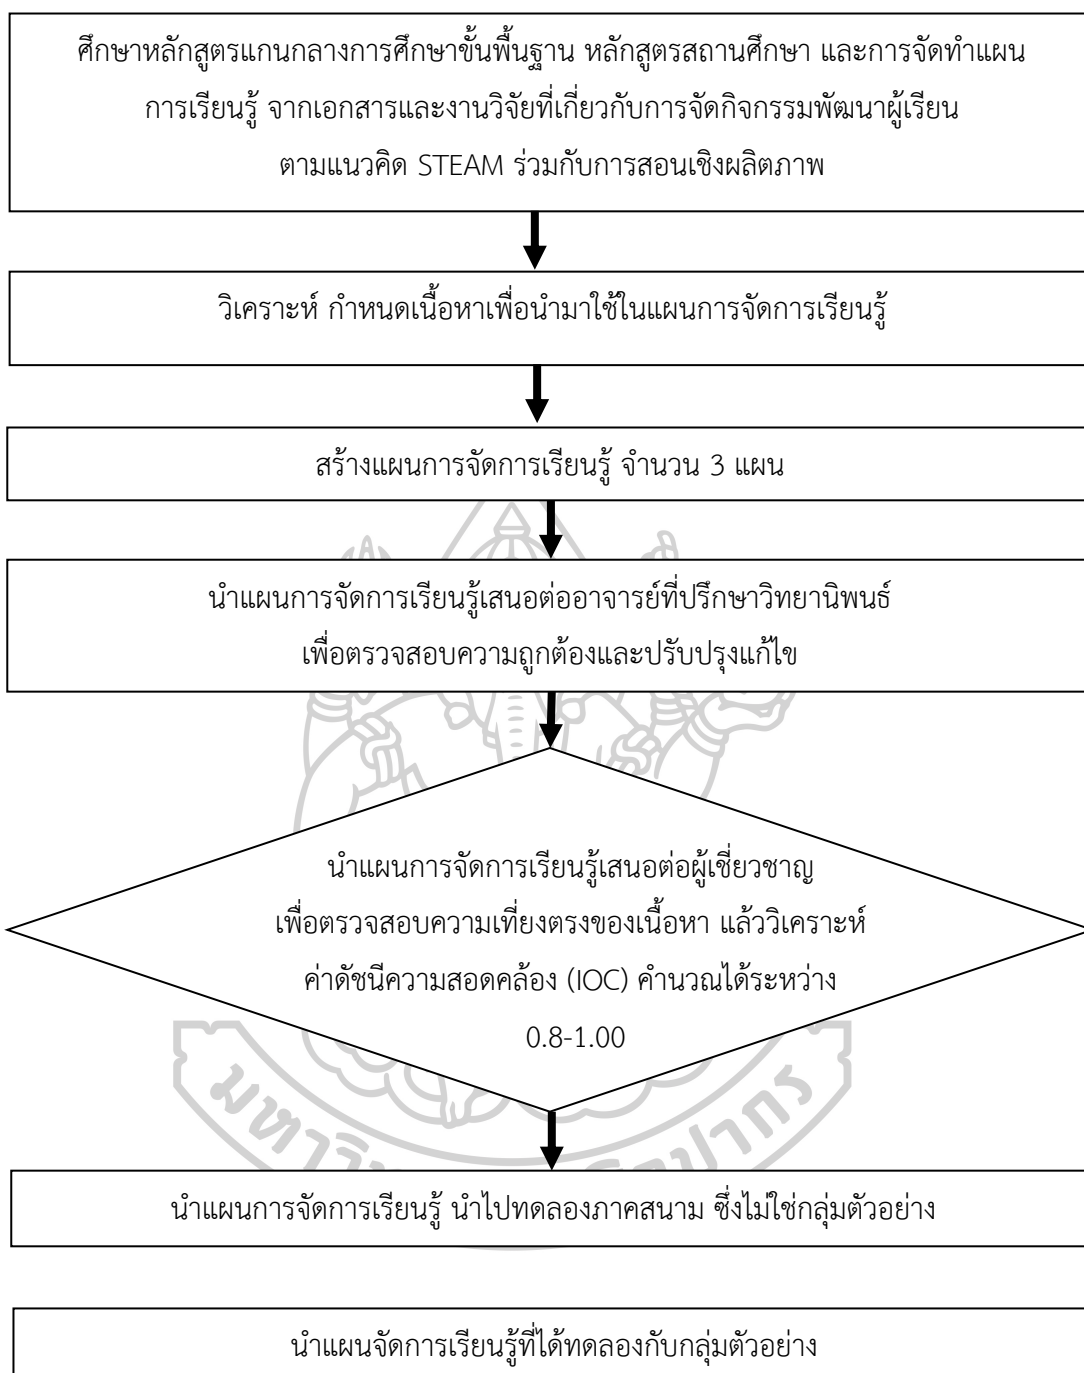 ศึกษาหลักสูตรแกนกลางการศึกษาขั้นพื้นฐาน หลักสูตรสถานศึกษา และการจัดทำแผน
การเรียนรู้ จากเอกสารและงานวิจัยที่เกี่ยวกับการจัดกิจกรรมพัฒนาผู้เรียน
ตามแนวคิด STEAM ร่วมกับการสอนเชิงผลิตภาพ
วิเคราะห์ กำหนดเนื้อหาเพื่อนำมาใช้ในแผนการจัดการเรียนรู้
สร้างแผนการจัดการเรียนรู้ จำนวน 3 แผน
นำแผนการจัดการเรียนรู้เสนอต่ออาจารย์ที่ปรึกษาวิทยานิพนธ์
เพื่อตรวจสอบความถูกต้องและปรับปรุงแก้ไข
นำแผนการจัดการเรียนรู้เสนอต่อผู้เชี่ยวชาญ
เพื่อตรวจสอบความเที่ยงตรงของเนื้อหา แล้ววิเคราะห์
ค่าดัชนีความสอดคล้อง (IOC) คำนวณได้ระหว่าง
0.8-1.00
นำแผนการจัดการเรียนรู้ นำไปทดลองภาคสนาม ซึ่งไม่ใช่กลุ่มตัวอย่าง
นำแผนจัดการเรียนรู้ที่ได้ทดลองกับกลุ่มตัวอย่าง